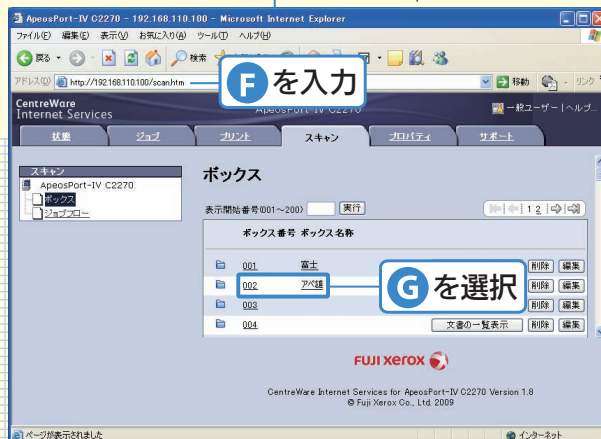 ApeosPort-IV C2270 - 192.168.110.100 - Microsoft Internet Explorer
ファイル(F) 編集(E) 表示(V) お気に入り(A) ツール(T) ヘルプ(H)
戻る 検索
アドレス(D) http://192.168.110.100/scan.htm 移動 リンク
F を入力
CentreWare
Internet Services
ApeosPort-IV C2270
一般ユーザー | ヘルプ...
状態 ジョブ プリント スキャン プロパティ サポート
スキャン
ApeosPort-IV C2270
ボックス
ジョブフロー
ボックス
表示開始番号(001～200) 実行 1 2
ボックス番号 ボックス名称
001 富士 削除 編集
002 アペ雄 削除 編集
G を選択
003 削除 編集
004 文書の一覧表示 削除 編集
FUJI XEROX
CentreWare Internet Services for ApeosPort-IV C2270 Version 1.8
© Fuji Xerox Co., Ltd. 2009
ページが表示されました インターネット